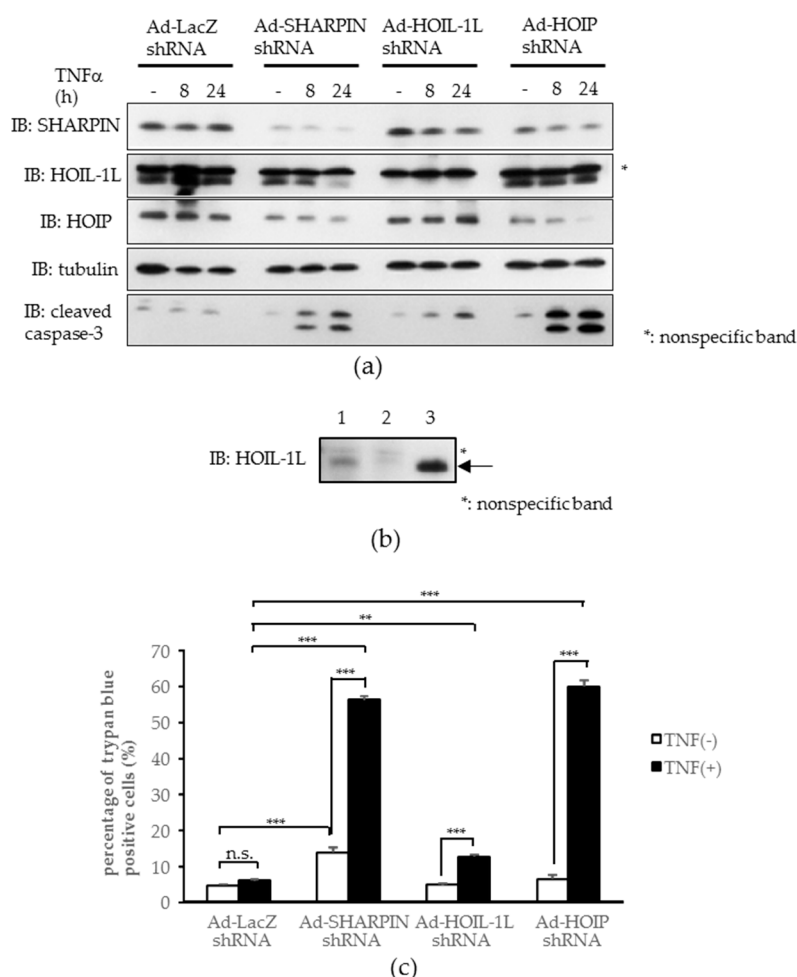 Ad-LacZ Ad-SHARPIN Ad-HOIL-1L Ad-HOIP
shRNA shRNA shRNA shRNA
TNFα
(h) - 8 24 - 8 24 - 8 24 - 8 24
IB: SHARPIN
IB: HOIL-1L *
IB: HOIP
IB: tubulin
IB: cleaved
caspase-3
*: nonspecific band
(a)
1 2 3
IB: HOIL-1L *
*: nonspecific band
(b)
***
**
***
*** ***
*** ***
n.s.
70
60
50
40
30
20
10
0
percentage of trypan blue
positive cells (%)
TNF(-)
TNF(+)
Ad-LacZ Ad-SHARPIN Ad-HOIL-1L Ad-HOIP
shRNA shRNA shRNA shRNA
(c)